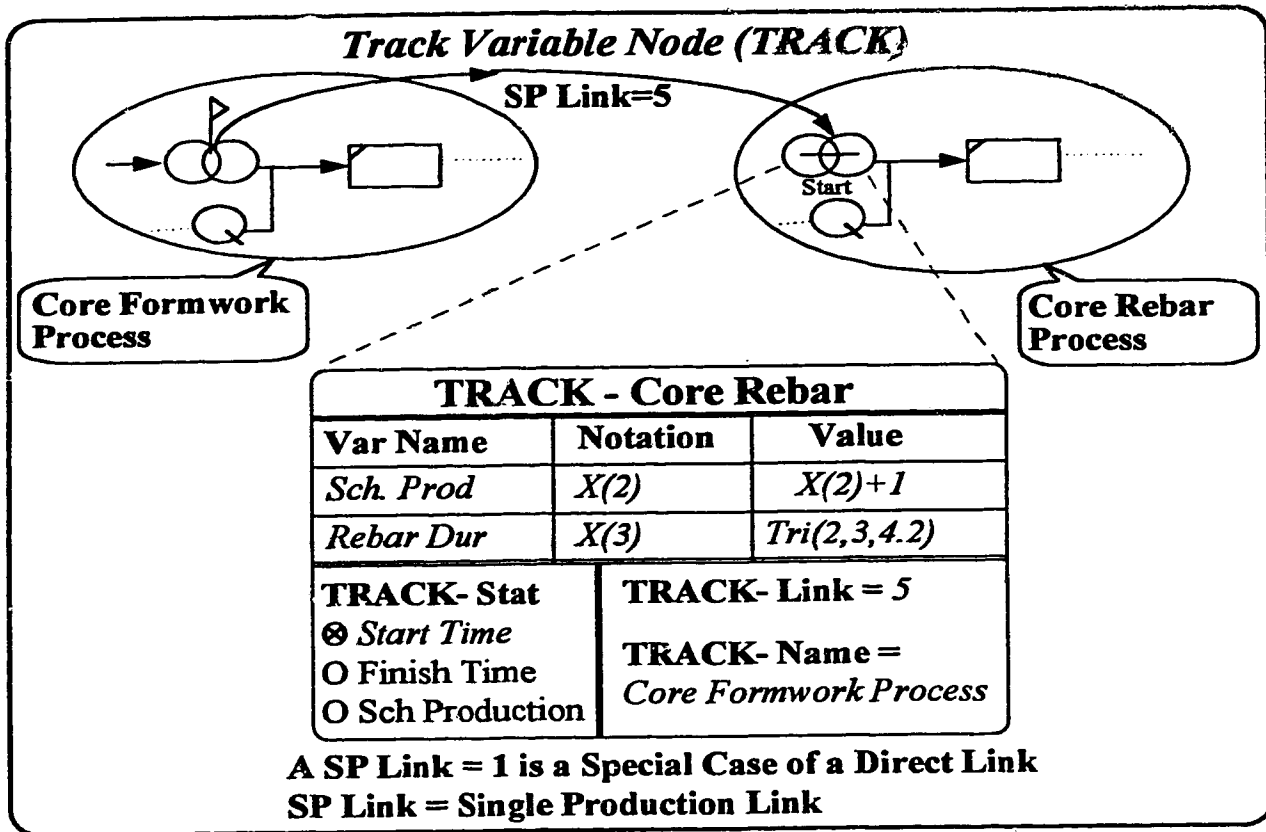 Track Variable Node (TRACK)
SP Link=5
Start
Core Formwork
Process
Core Rebar
Process
TRACK - Core Rebar
Var Name Notation Value
Sch. Prod X(2) X(2)+1
Rebar Dur X(3) Tri(2,3,4.2)
TRACK- Stat
⊗ Start Time
O Finish Time
O Sch Production
TRACK- Link = 5
TRACK- Name =
Core Formwork Process
A SP Link = 1 is a Special Case of a Direct Link
SP Link = Single Production Link